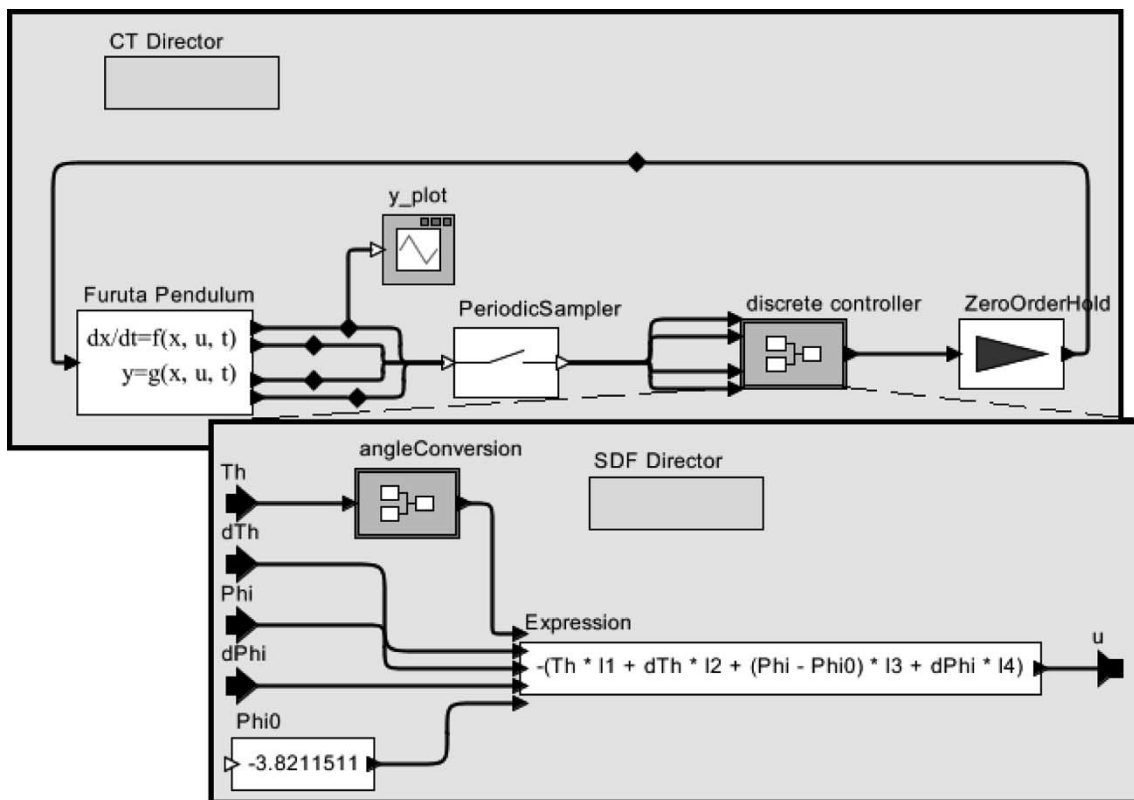 CT Director
y_plot
Furuta Pendulum
dx/dt=f(x, u, t)
y=g(x, u, t)
PeriodicSampler
discrete controller
ZeroOrderHold
angleConversion
SDF Director
Th
dTh
Phi
dPhi
Expression
-(Th * l1 + dTh * l2 + (Phi - Phi0) * l3 + dPhi * l4)
u
Phi0
-3.8211511